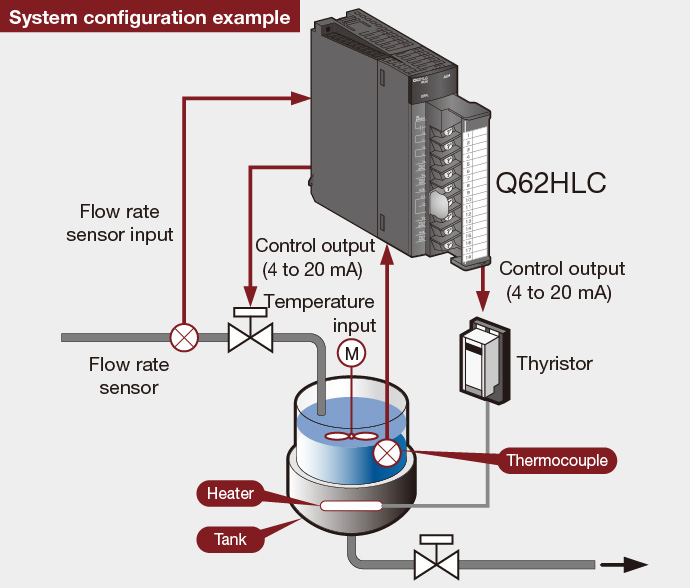 System configuration example
Q62HLC
Flow rate
sensor input
Control output
(4 to 20 mA)
Control output
(4 to 20 mA)
Temperature
input
M
Flow rate
sensor
Thyristor
Thermocouple
Heater
Tank